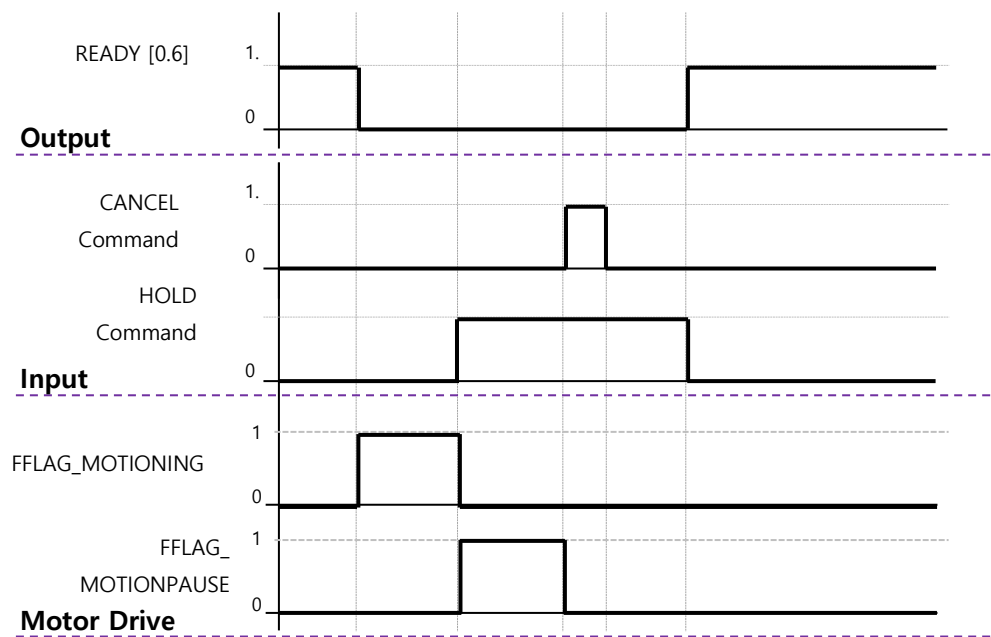 READY [0.6]
1.
0
Output
CANCEL
Command
1.
0
HOLD
Command
0
Input
FFLAG_MOTIONING
1
0
FFLAG_
MOTIONPAUSE
1
0
Motor Drive